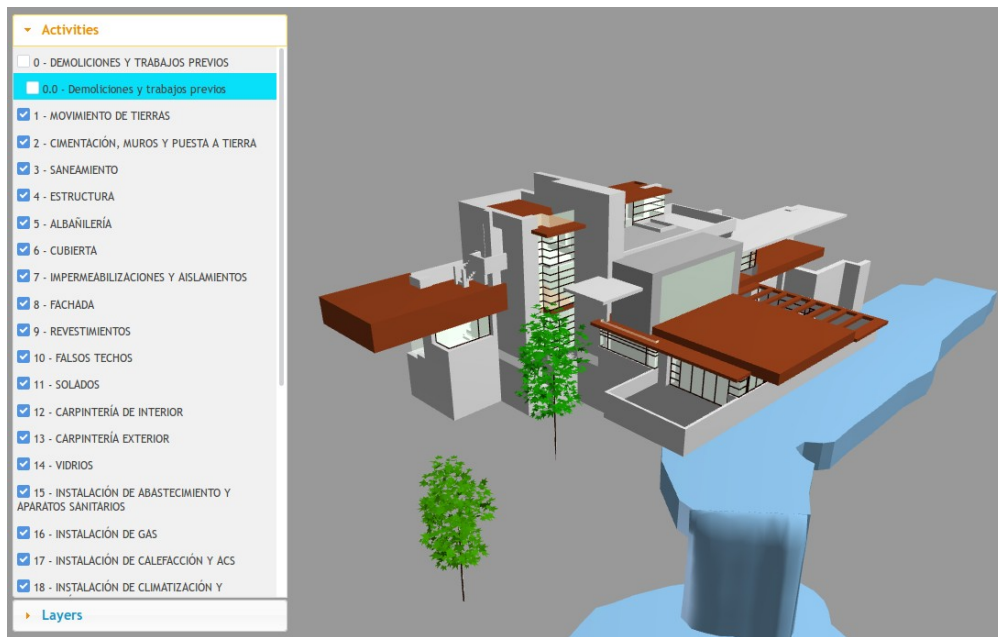 Activities
0 - DEMOLICIONES Y TRABAJOS PREVIOS
0.0 - Demoliciones y trabajos previos
1 - MOVIMIENTO DE TIERRAS
2 - CIMENTACIÓN, MUROS Y PUESTA A TIERRA
3 - SANEAMIENTO
4 - ESTRUCTURA
5 - ALBAÑILERÍA
6 - CUBIERTA
7 - IMPERMEABILIZACIONES Y AISLAMIENTOS
8 - FACHADA
9 - REVESTIMIENTOS
10 - FALSOS TECHOS
11 - SOLADOS
12 - CARPINTERÍA DE INTERIOR
13 - CARPINTERÍA EXTERIOR
14 - VIDRIOS
15 - INSTALACIÓN DE ABASTECIMIENTO Y
APARATOS SANITARIOS
16 - INSTALACIÓN DE GAS
17 - INSTALACIÓN DE CALEFACCIÓN Y ACS
18 - INSTALACIÓN DE CLIMATIZACIÓN Y
Layers